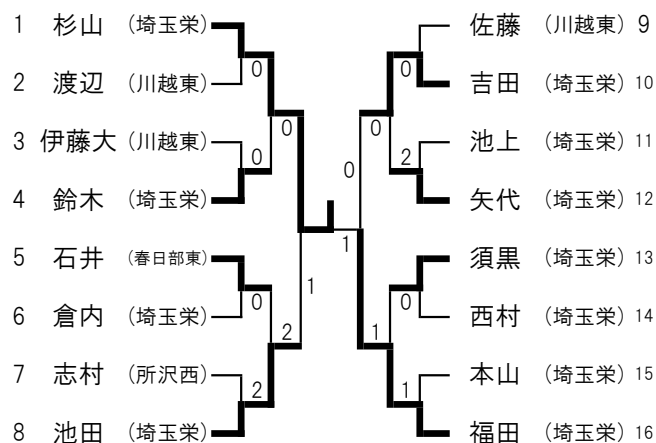 1 杉山 (埼玉栄)
2 渡辺 (川越東)
3 伊藤大 (川越東)
4 鈴木 (埼玉栄)
5 石井 (春日部東)
6 倉内 (埼玉栄)
7 志村 (所沢西)
8 池田 (埼玉栄)
0
0
0
2
0
2
1
1
0
0
0
2
1
0
1
佐藤 (川越東) 9
吉田 (埼玉栄) 10
池上 (埼玉栄) 11
矢代 (埼玉栄) 12
須黒 (埼玉栄) 13
西村 (埼玉栄) 14
本山 (埼玉栄) 15
福田 (埼玉栄) 16